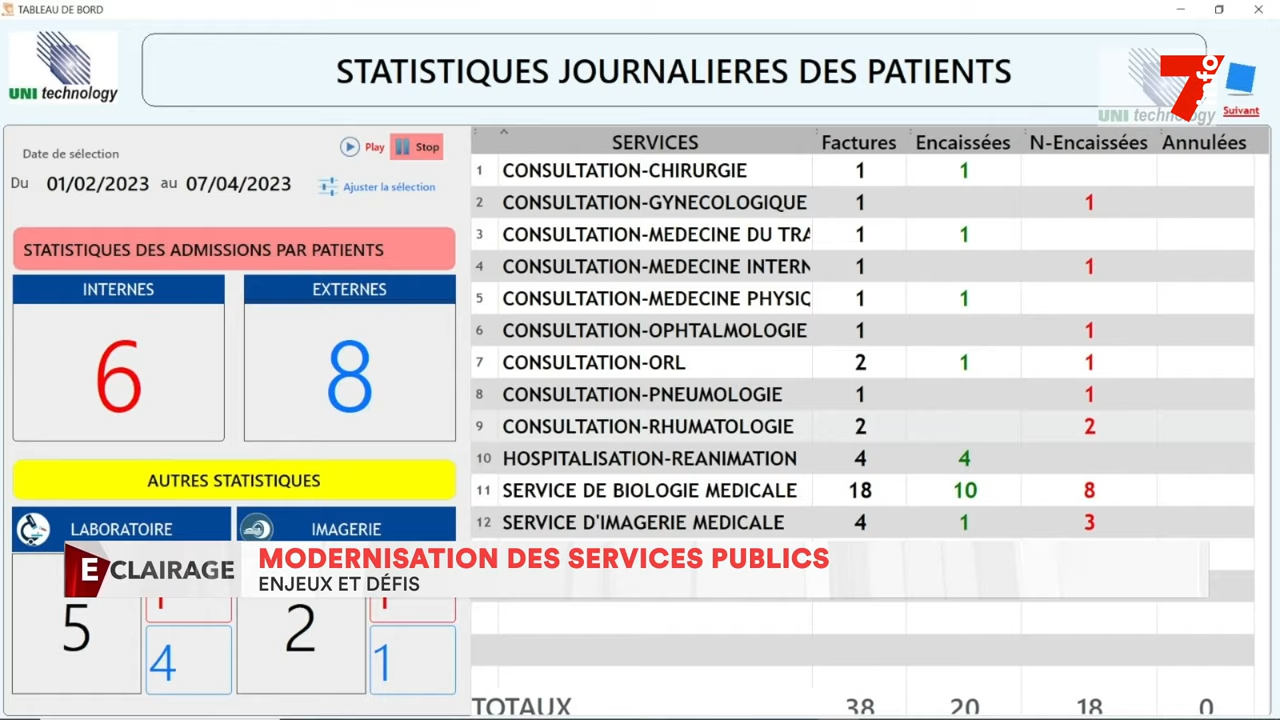 TABLEAU DE BORD
UNI technology
STATISTIQUES JOURNALIERES DES PATIENTS
UNI technology
7
Suivant
Date de sélection
Play
Stop
Du 01/02/2023 au 07/04/2023
Ajuster la sélection
STATISTIQUES DES ADMISSIONS PAR PATIENTS
INTERNES EXTERNES
6 8
AUTRES STATISTIQUES
LABORATOIRE IMAGERIE
5 4 2 1
SERVICES Factures Encaissées N-Encaissées Annulées
1 CONSULTATION-CHIRURGIE 1 1
2 CONSULTATION-GYNECOLOGIQUE 1 1
3 CONSULTATION-MEDECINE DU TRA 1 1
4 CONSULTATION-MEDECINE INTERN 1 1
5 CONSULTATION-MEDECINE PHYSIQ 1 1
6 CONSULTATION-OPHTALMOLOGIE 1 1
7 CONSULTATION-ORL 2 1 1
8 CONSULTATION-PNEUMOLOGIE 1 1
9 CONSULTATION-RHUMATOLOGIE 2 2
10 HOSPITALISATION-REANIMATION 4 4
11 SERVICE DE BIOLOGIE MEDICALE 18 10 8
12 SERVICE D'IMAGERIE MEDICALE 4 1 3
TOTAUX 38 20 18 0
ECLAIRAGE
MODERNISATION DES SERVICES PUBLICS
ENJEUX ET DÉFIS